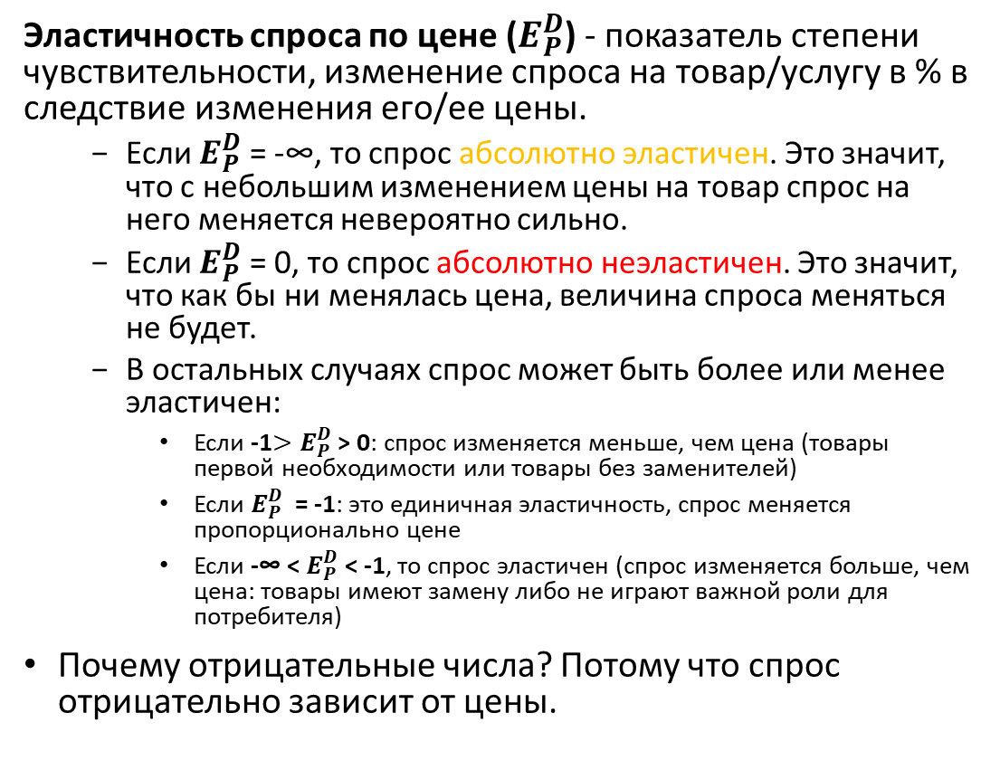 Эластичность спроса по цене (𝑬_𝑷^𝑫) - показатель степени
чувствительности, изменение спроса на товар/услугу в % в
следствие изменения его/ее цены.
− Если 𝑬_𝑷^𝑫 = -∞, то спрос абсолютно эластичен. Это значит,
что с небольшим изменением цены на товар спрос на
него меняется невероятно сильно.
− Если 𝑬_𝑷^𝑫 = 0, то спрос абсолютно неэластичен. Это значит,
что как бы ни менялась цена, величина спроса меняться
не будет.
− В остальных случаях спрос может быть более или менее
эластичен:
• Если -1> 𝑬_𝑷^𝑫 > 0: спрос изменяется меньше, чем цена (товары
первой необходимости или товары без заменителей)
• Если 𝑬_𝑷^𝑫 = -1: это единичная эластичность, спрос меняется
пропорционально цене
• Если -∞ < 𝑬_𝑷^𝑫 < -1, то спрос эластичен (спрос изменяется больше, чем
цена: товары имеют замену либо не играют важной роли для
потребителя)
• Почему отрицательные числа? Потому что спрос
отрицательно зависит от цены.